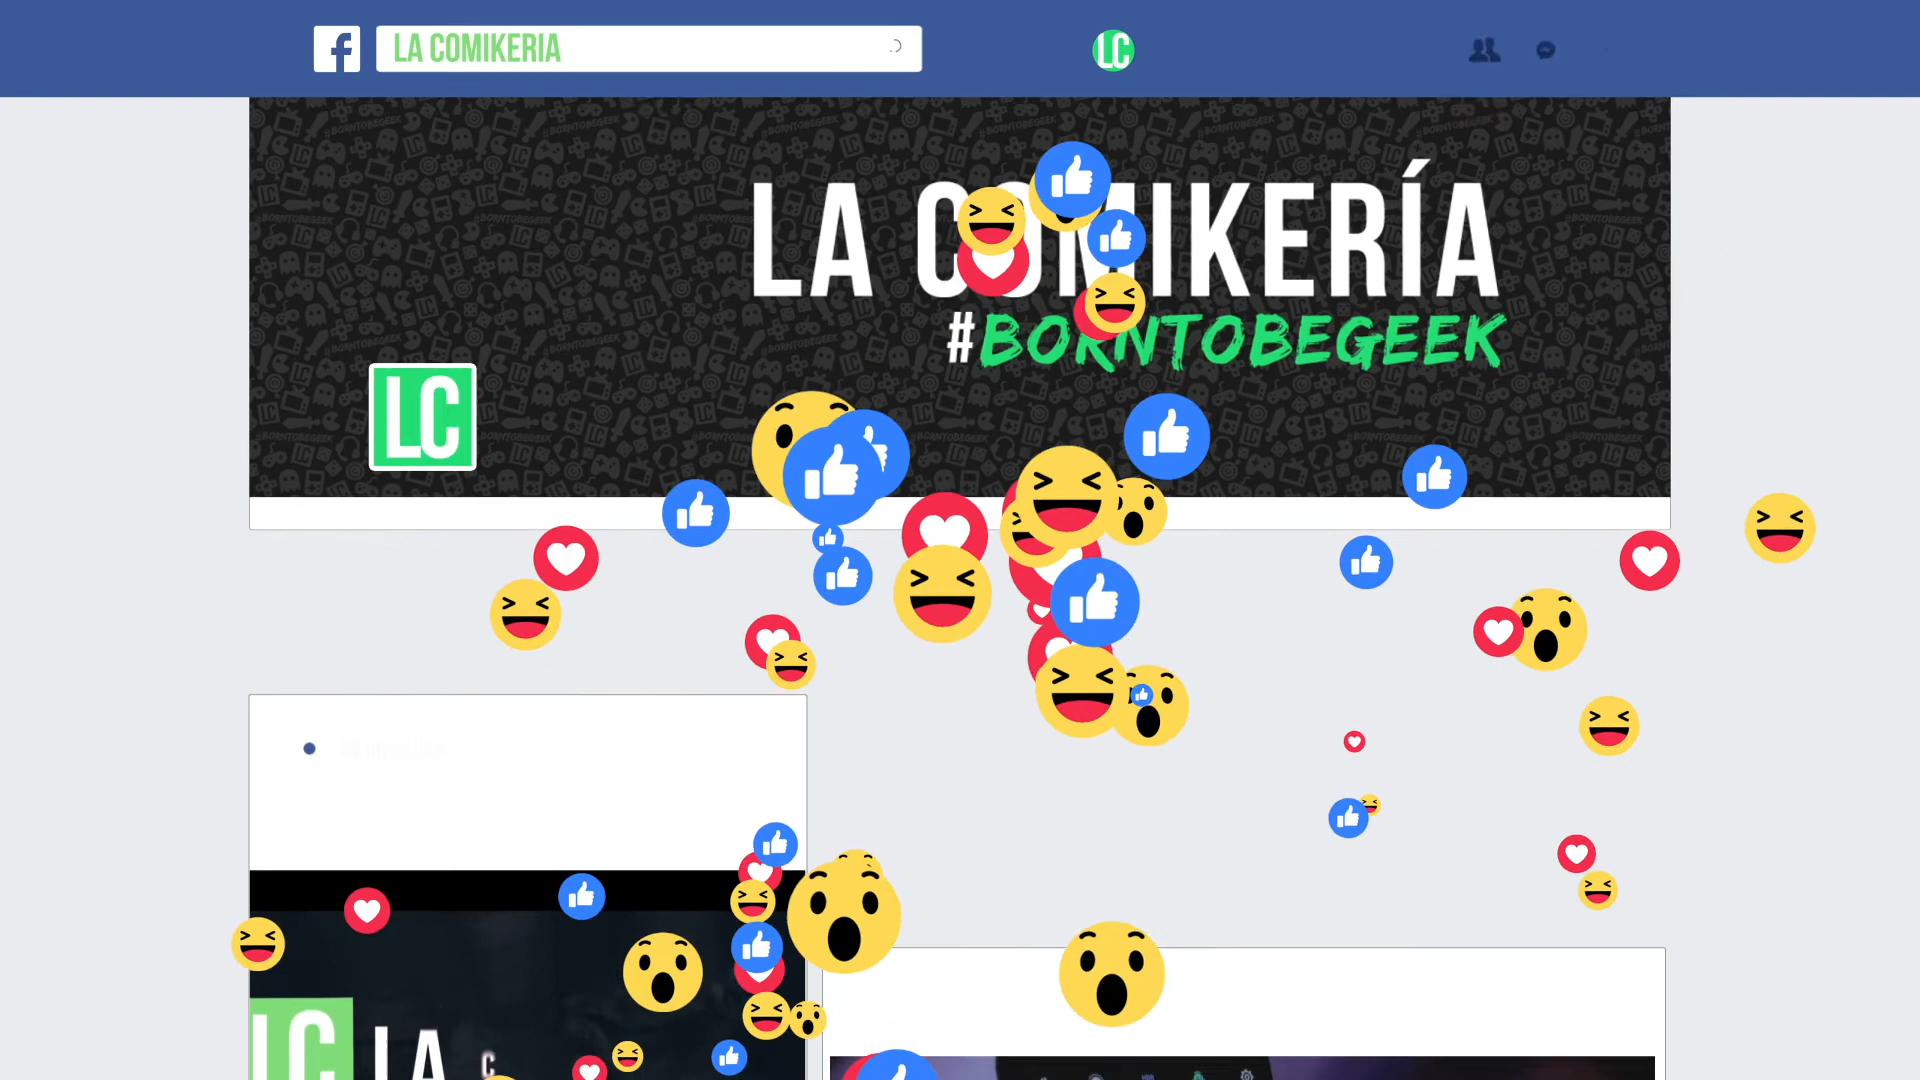 f
LA COMIKERIA
LC
LA COMIKERÍA
#BORNTOBEGEEK
LC
LC LA C